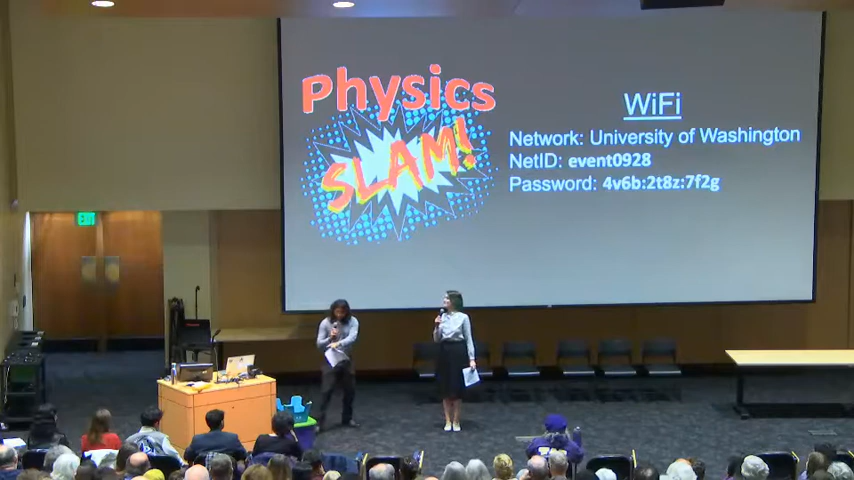 EXIT
Physics
SLAM!
WiFi
Network: University of Washington
NetID: event0928
Password: 4v6b:2t8z:7f2g